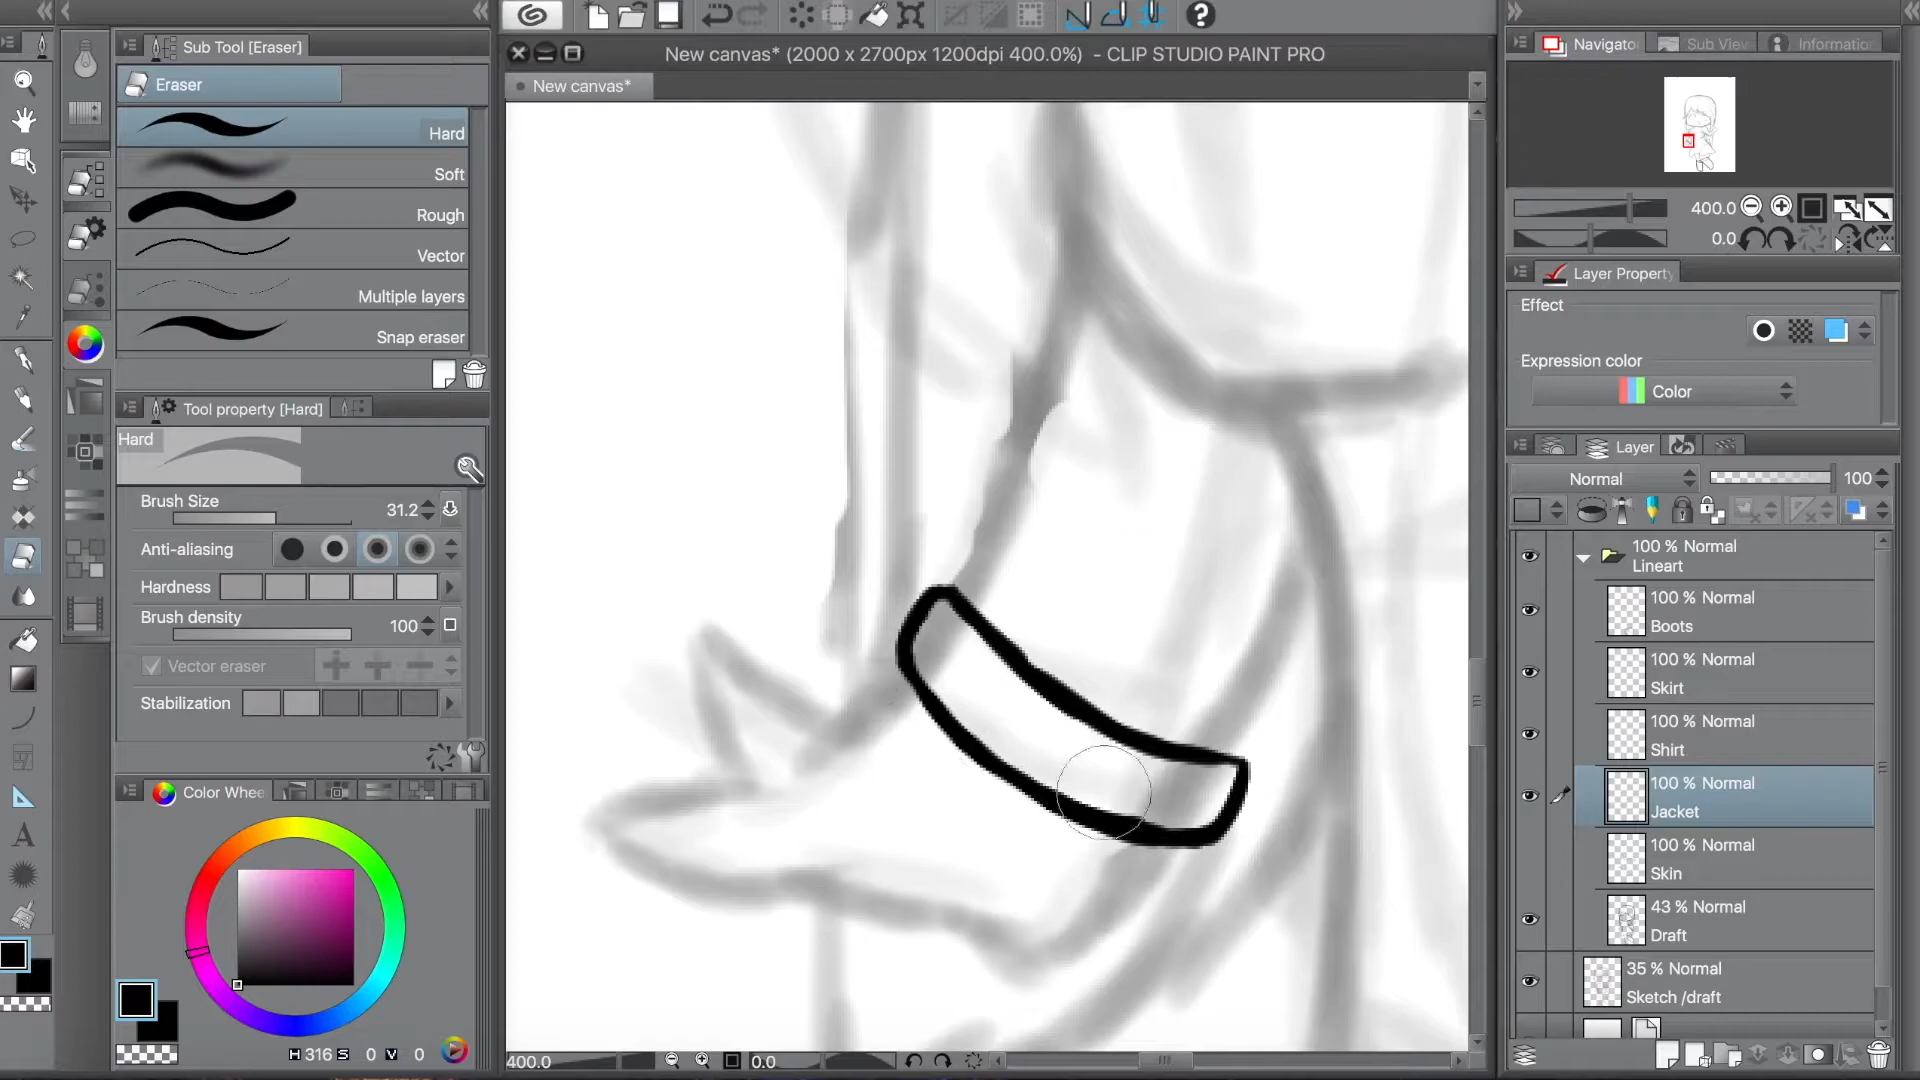 Sub Tool [Eraser]
Eraser
Hard
Soft
Rough
Vector
Multiple layers
Snap eraser
Tool property [Hard]
Hard
Brush Size
31.2
Anti-aliasing
Hardness
Brush density
100
Vector eraser
Stabilization
Color Whee
H 316 S 0 V 0
New canvas* (2000 x 2700px 1200dpi 400.0%) - CLIP STUDIO PAINT PRO
New canvas*
400.0
0.0
Navigato
Sub View
Informatio
400.0
0.0
Layer Property
Effect
Expression color
Color
Layer
Normal
100
100 % Normal
Lineart
100 % Normal
Boots
100 % Normal
Skirt
100 % Normal
Shirt
100 % Normal
Jacket
100 % Normal
Skin
43 % Normal
Draft
35 % Normal
Sketch /draft